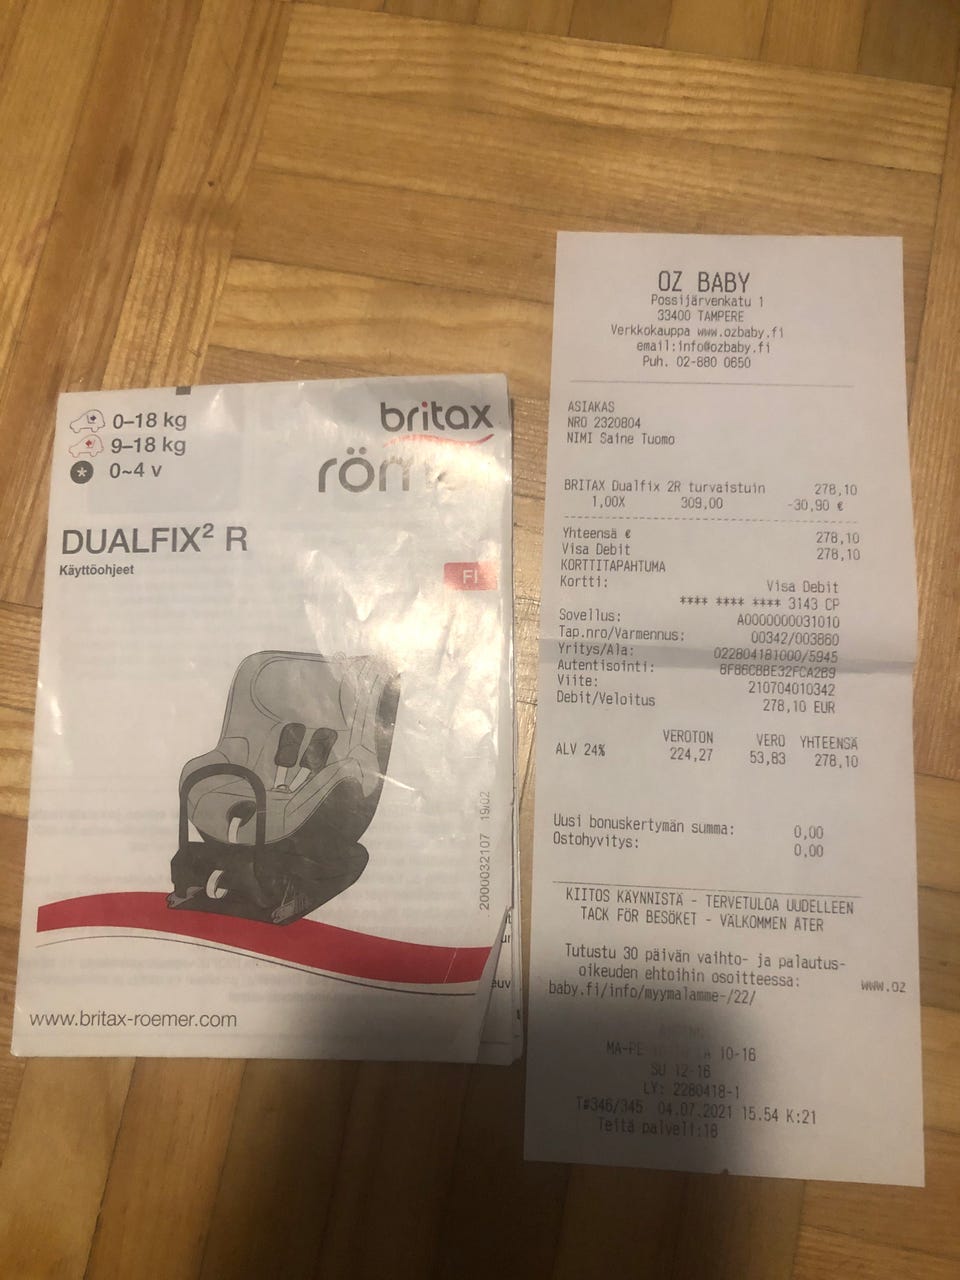 0–18 kg
9–18 kg
0~4 v
britax
röm
DUALFIX² R
Käyttöohjeet
FI
2000032107 19/02
www.britax-roemer.com
OZ BABY
Possijärvenkatu 1
33400 TAMPERE
Verkkokauppa www.ozbaby.fi
email:info@ozbaby.fi
Puh. 02-880 0650
ASIAKAS
NRO 2320804
NIMI Saine Tuomo
BRITAX Dualfix 2R turvaistuin 278,10
1,00X 309,00 -30,90 €
Yhteensä € 278,10
Visa Debit 278,10
KORTTITAPAHTUMA
Kortti: Visa Debit
**** **** **** 3143 CP
Sovellus: A0000000031010
Tap.nro/Varmennus: 00342/003860
Yritys/Ala: 022804181000/5945
Autentisointi: 8F86CBBE32FCA2B9
Viite: 210704010342
Debit/Veloitus 278,10 EUR
VEROTON VERO YHTEENSÄ
ALV 24% 224,27 53,83 278,10
Uusi bonuskertymän summa: 0,00
Ostohyvitys: 0,00
KIITOS KÄYNNISTÄ - TERVETULOA UUDELLEEN
TACK FÖR BESÖKET - VÄLKOMMEN ÅTER
Tutustu 30 päivän vaihto- ja palautus-
oikeuden ehtoihin osoitteessa: www.oz
baby.fi/info/myymalamme-/22/
MA-PE LA 10-16
SU 12-16
LY: 2280418-1
T#346/345 04.07.2021 15.54 K:21
Teitä palveli:18